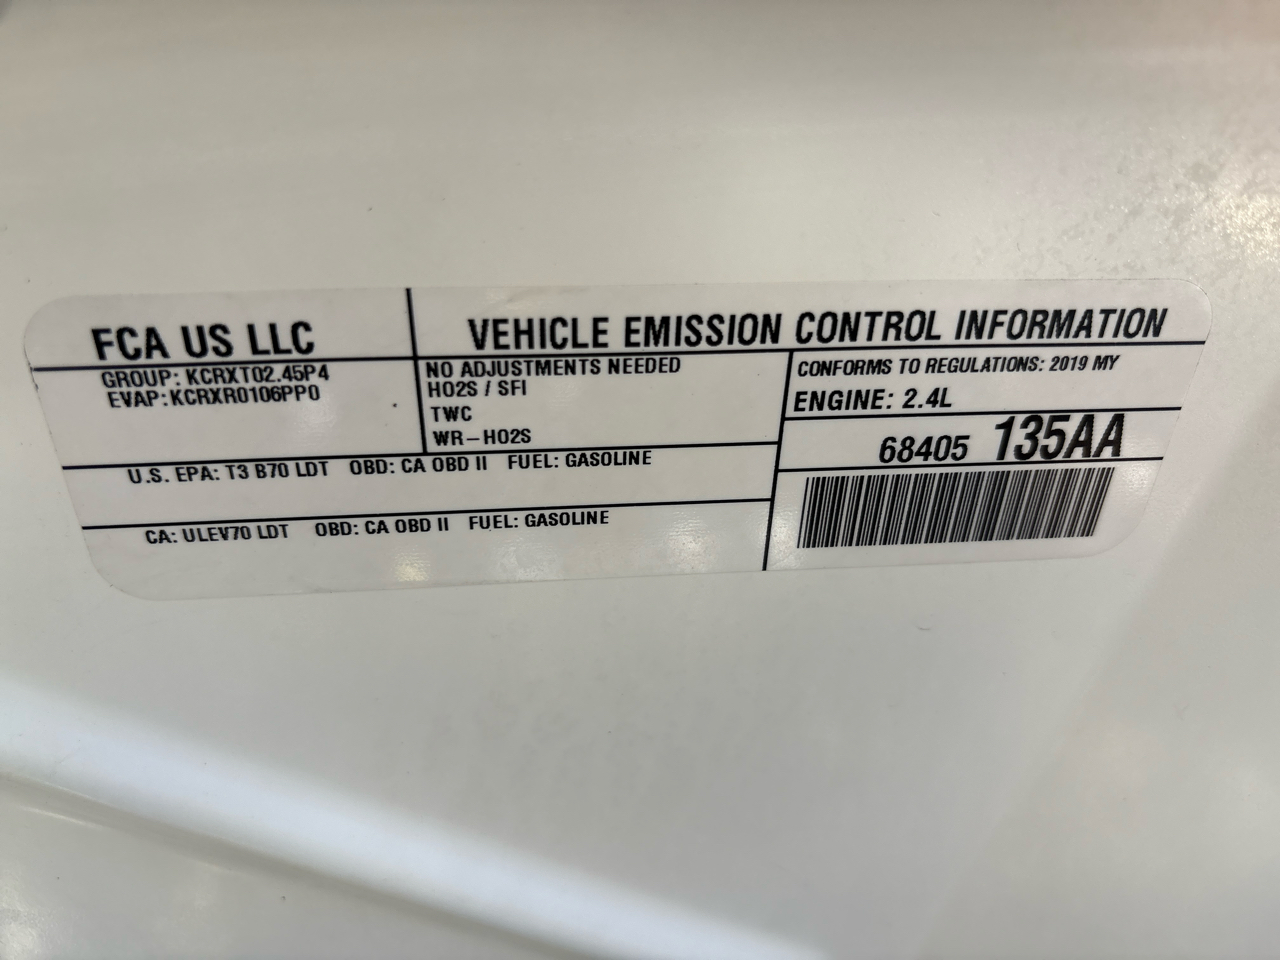 FCA US LLC
VEHICLE EMISSION CONTROL INFORMATION
GROUP: KCRXT02.45P4
EVAP:KCRXR0106PP0
NO ADJUSTMENTS NEEDED
HO2S / SFI
TWC
WR-HO2S
CONFORMS TO REGULATIONS: 2019 MY
ENGINE: 2.4L
68405 135AA
U.S. EPA: T3 B70 LDT OBD: CA OBD II FUEL: GASOLINE
CA: ULEV70 LDT OBD: CA OBD II FUEL: GASOLINE